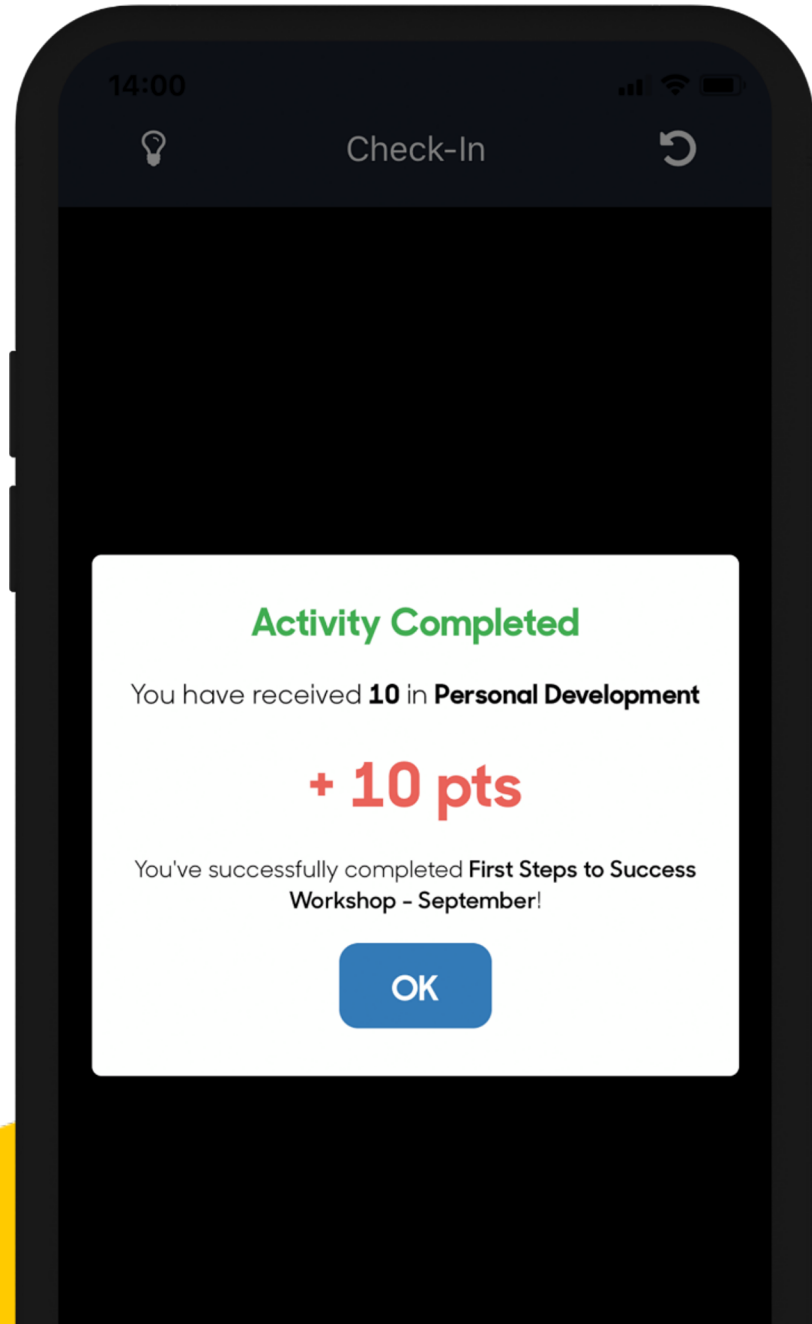 14:00
Check-In
Activity Completed
You have received 10 in Personal Development
+ 10 pts
You've successfully completed First Steps to Success
Workshop - September!
OK